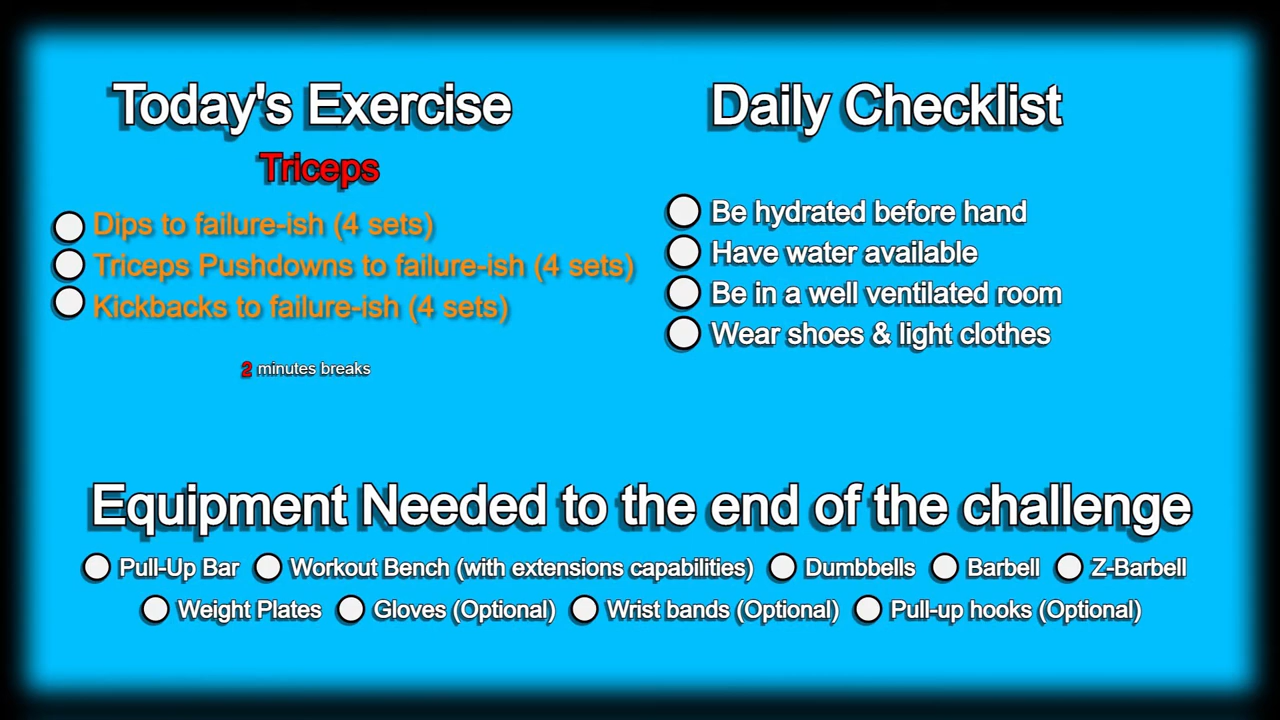 Today's Exercise
Triceps
Dips to failure-ish (4 sets)
Triceps Pushdowns to failure-ish (4 sets)
Kickbacks to failure-ish (4 sets)
2 minutes breaks
Daily Checklist
Be hydrated before hand
Have water available
Be in a well ventilated room
Wear shoes & light clothes
Equipment Needed to the end of the challenge
Pull-Up Bar Workout Bench (with extensions capabilities) Dumbbells Barbell Z-Barbell
Weight Plates Gloves (Optional) Wrist bands (Optional) Pull-up hooks (Optional)